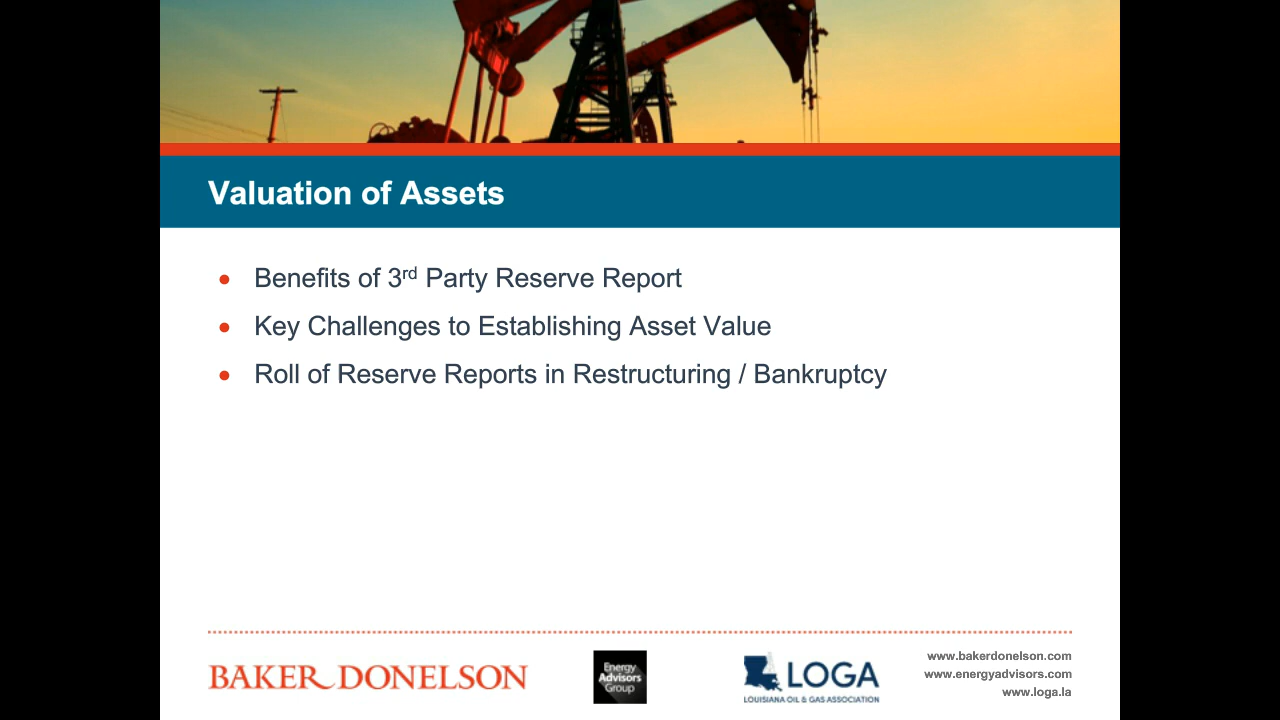 Valuation of Assets
Benefits of 3rd Party Reserve Report
Key Challenges to Establishing Asset Value
Roll of Reserve Reports in Restructuring / Bankruptcy
BAKER DONELSON
Energy
Advisors
Group
LOGA
LOUISIANA OIL & GAS ASSOCIATION
www.bakerdonelson.com
www.energyadvisors.com
www.loga.la